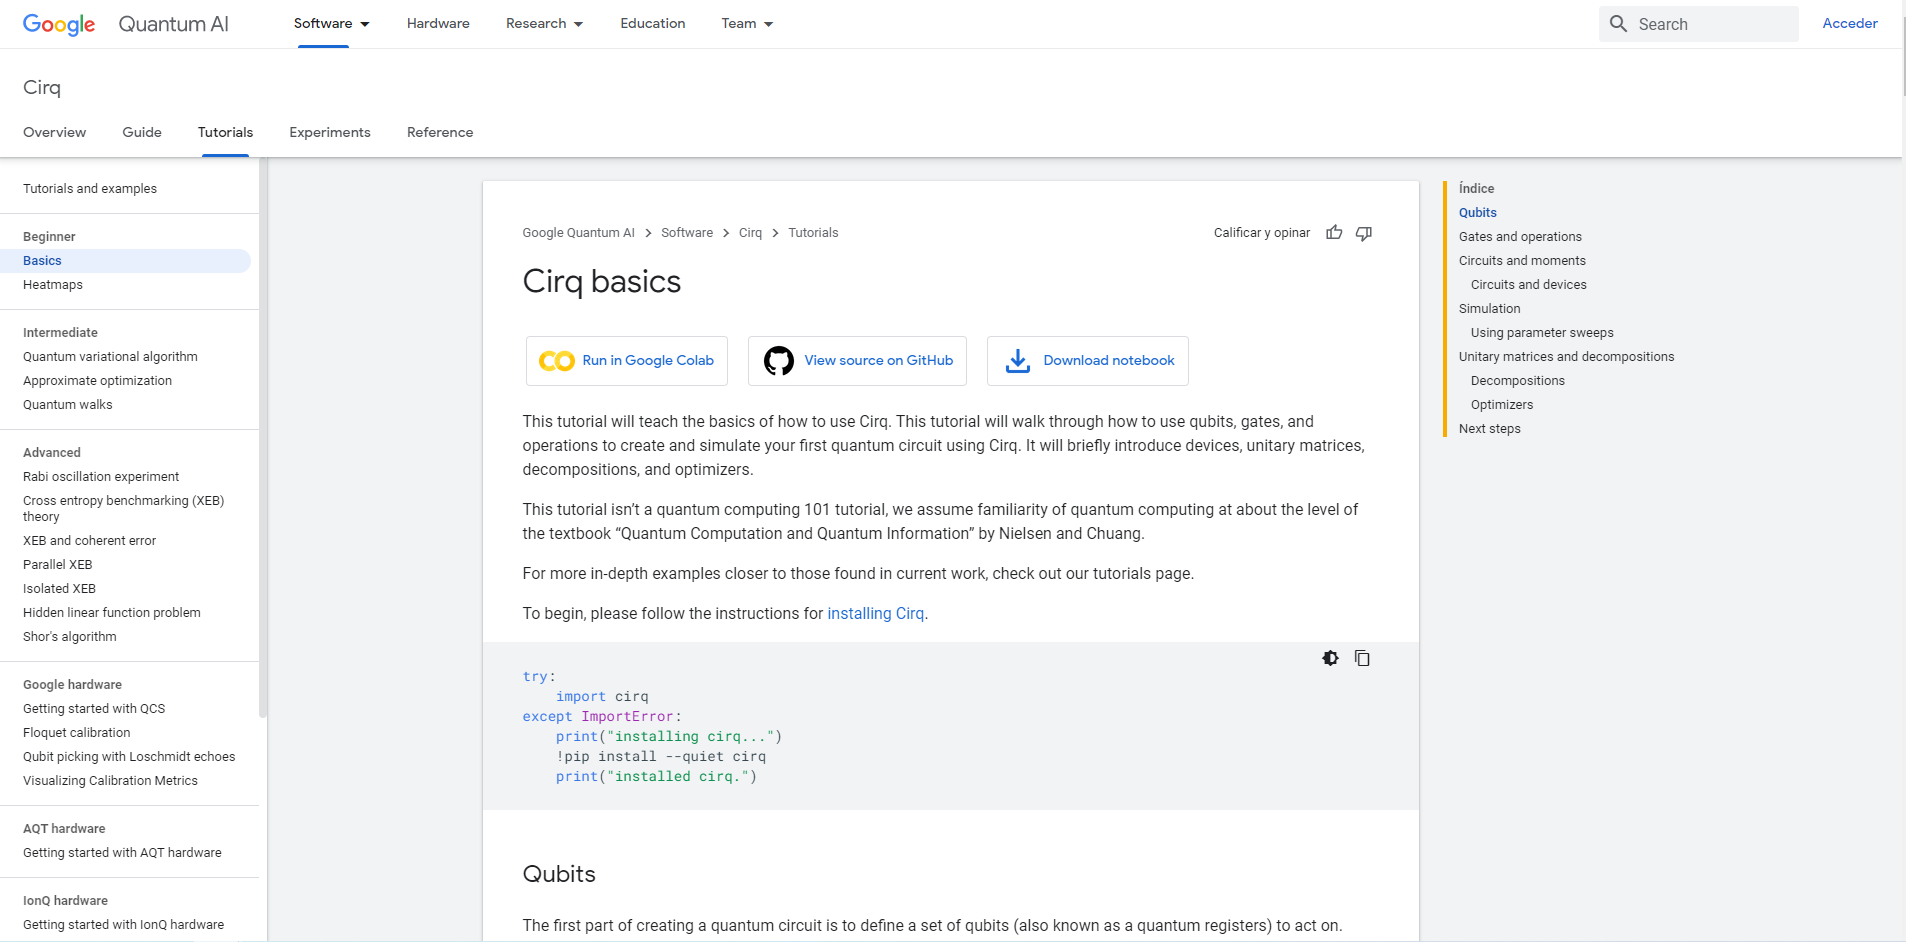 Google Quantum AI
Software
Hardware
Research
Education
Team
Search
Acceder
Cirq
Overview
Guide
Tutorials
Experiments
Reference
Tutorials and examples
Beginner
Basics
Heatmaps
Intermediate
Quantum variational algorithm
Approximate optimization
Quantum walks
Advanced
Rabi oscillation experiment
Cross entropy benchmarking (XEB)
theory
XEB and coherent error
Parallel XEB
Isolated XEB
Hidden linear function problem
Shor's algorithm
Google hardware
Getting started with QCS
Floquet calibration
Qubit picking with Loschmidt echoes
Visualizing Calibration Metrics
AQT hardware
Getting started with AQT hardware
IonQ hardware
Getting started with IonQ hardware
Google Quantum AI > Software > Cirq > Tutorials
Calificar y opinar
Cirq basics
Run in Google Colab
View source on GitHub
Download notebook
This tutorial will teach the basics of how to use Cirq. This tutorial will walk through how to use qubits, gates, and
operations to create and simulate your first quantum circuit using Cirq. It will briefly introduce devices, unitary matrices,
decompositions, and optimizers.
This tutorial isn’t a quantum computing 101 tutorial, we assume familiarity of quantum computing at about the level of
the textbook “Quantum Computation and Quantum Information” by Nielsen and Chuang.
For more in-depth examples closer to those found in current work, check out our tutorials page.
To begin, please follow the instructions for installing Cirq.
try:
    import cirq
except ImportError:
    print("installing cirq...")
    !pip install --quiet cirq
    print("installed cirq.")
Qubits
The first part of creating a quantum circuit is to define a set of qubits (also known as a quantum registers) to act on.
Índice
Qubits
Gates and operations
Circuits and moments
Circuits and devices
Simulation
Using parameter sweeps
Unitary matrices and decompositions
Decompositions
Optimizers
Next steps